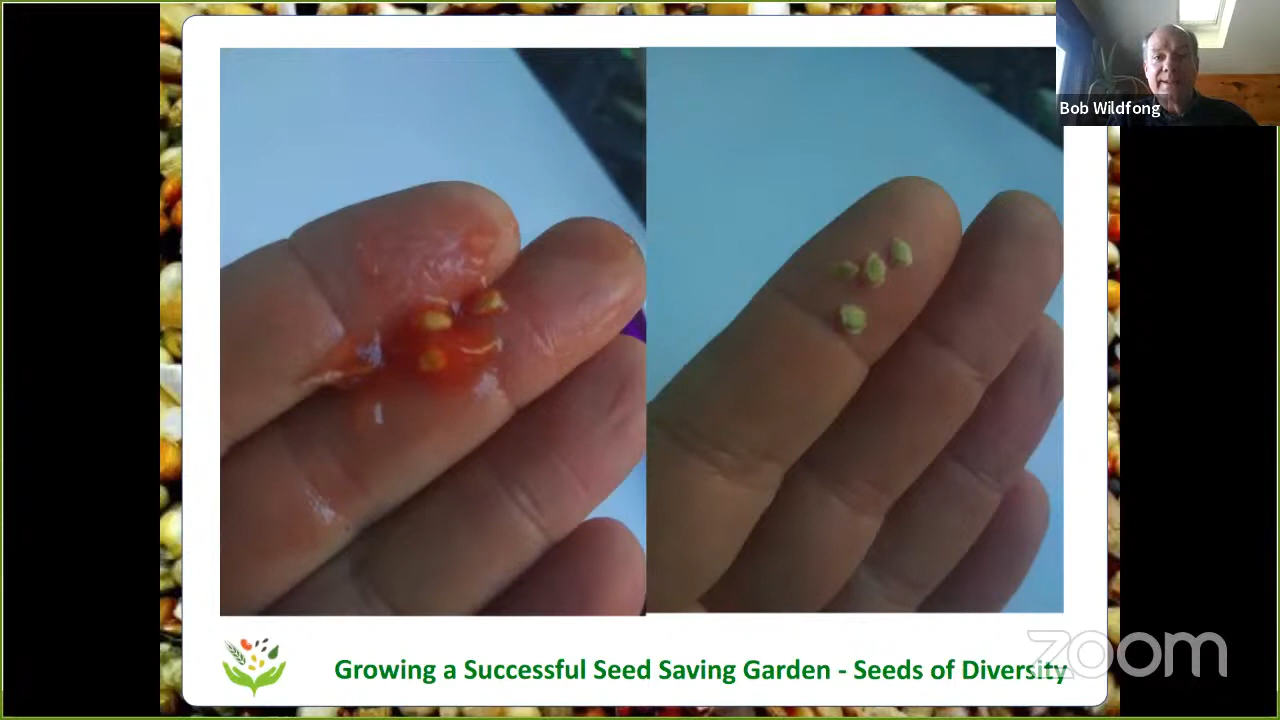 Bob Wildfong
Growing a Successful Seed Saving Garden - Seeds of Diversity
zoom